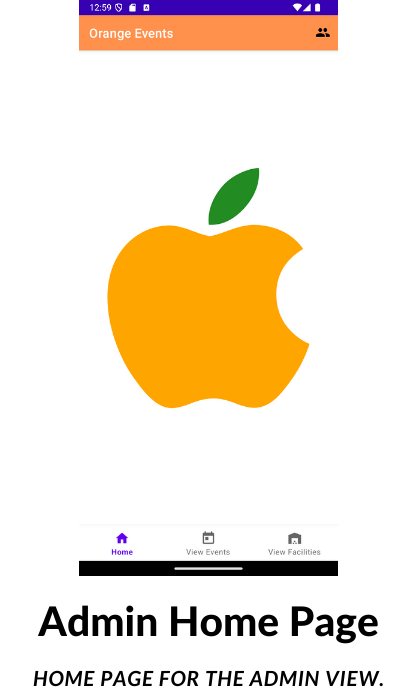 12:59
Orange Events
Home
View Events
View Facilities
Admin Home Page
HOME PAGE FOR THE ADMIN VIEW.